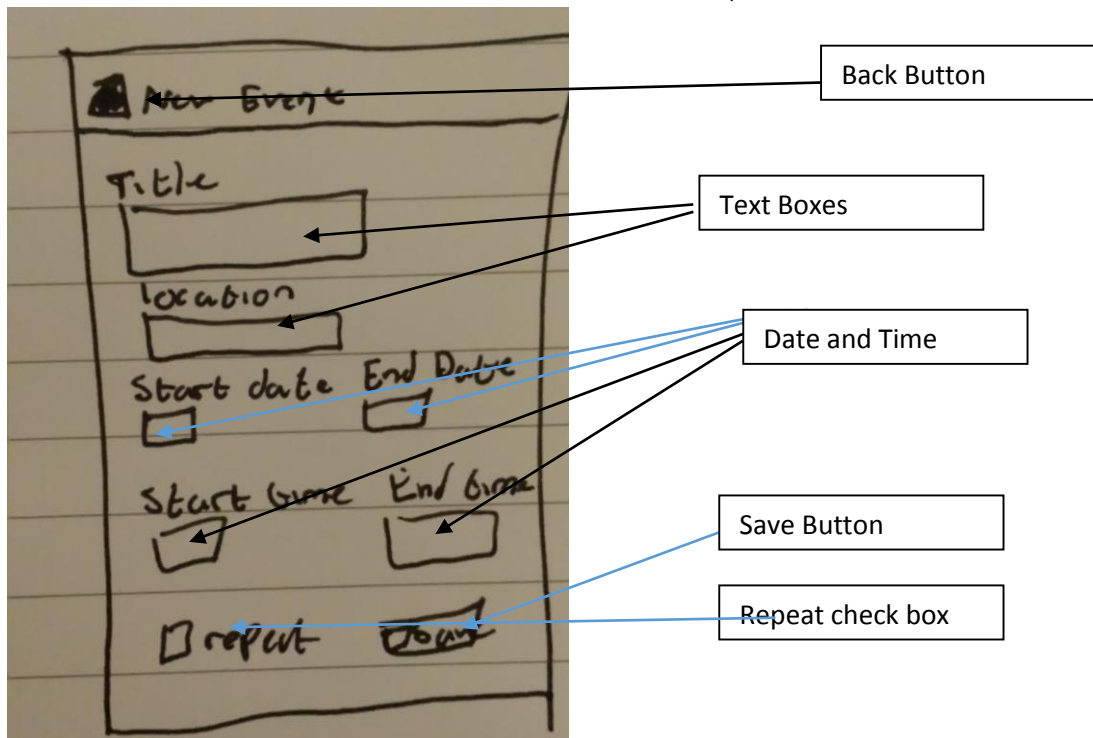 New Event
Back Button
Title
Text Boxes
location
Date and Time
Start date End Date
Start time End time
Save Button
Repeat check box
repeat Save